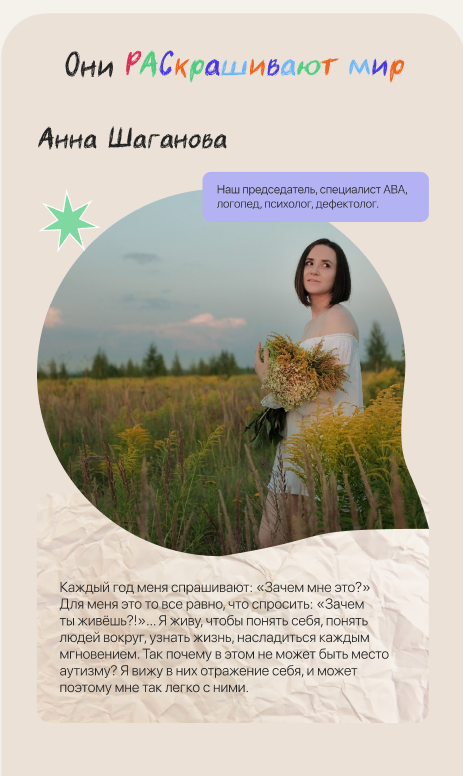 Они РАСкрашивают мир
Анна Шаганова
Наш председатель, специалист АВА,
логопед, психолог, дефектолог.
Каждый год меня спрашивают: «Зачем мне это?»
Для меня это то все равно, что спросить: «Зачем
ты живёшь?!»... Я живу, чтобы понять себя, понять
людей вокруг, узнать жизнь, насладиться каждым
мгновением. Так почему в этом не может быть место
аутизму? Я вижу в них отражение себя, и может
поэтому мне так легко с ними.